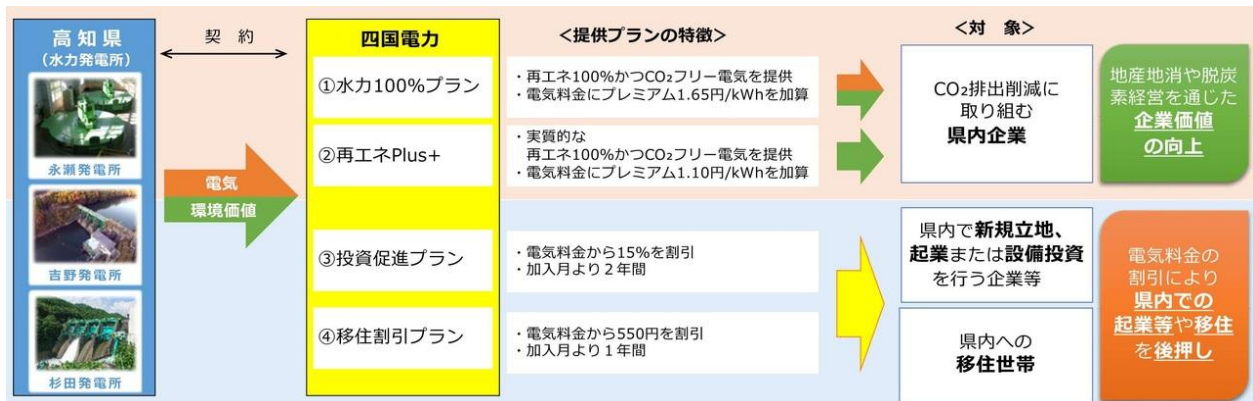 高知県
(水力発電所)
永瀬発電所
吉野発電所
杉田発電所
契 約
電気
環境価値
四国電力
①水力100%プラン
②再エネPlus+
③投資促進プラン
④移住割引プラン
<提供プランの特徴>
・再エネ100%かつCO₂フリー電気を提供
・電気料金にプレミアム1.65円/kWhを加算
・実質的な
再エネ100%かつCO₂フリー電気を提供
・電気料金にプレミアム1.10円/kWhを加算
・電気料金から15%を割引
・加入月より2年間
・電気料金から550円を割引
・加入月より1年間
<対 象>
CO₂排出削減に
取り組む
県内企業
県内で新規立地、
起業または設備投資
を行う企業等
県内への
移住世帯
地産地消や脱炭
素経営を通じた
企業価値
の向上
電気料金の
割引により
県内での
起業等や移住
を後押し